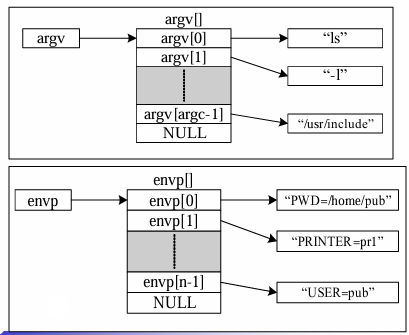 argv[]
argv
argv[0]
“ls”
argv[1]
“-l”
argv[argc-1]
“/usr/include”
NULL
envp[]
envp
envp[0]
“PWD=/home/pub”
envp[1]
“PRINTER=pr1”
envp[n-1]
“USER=pub”
NULL